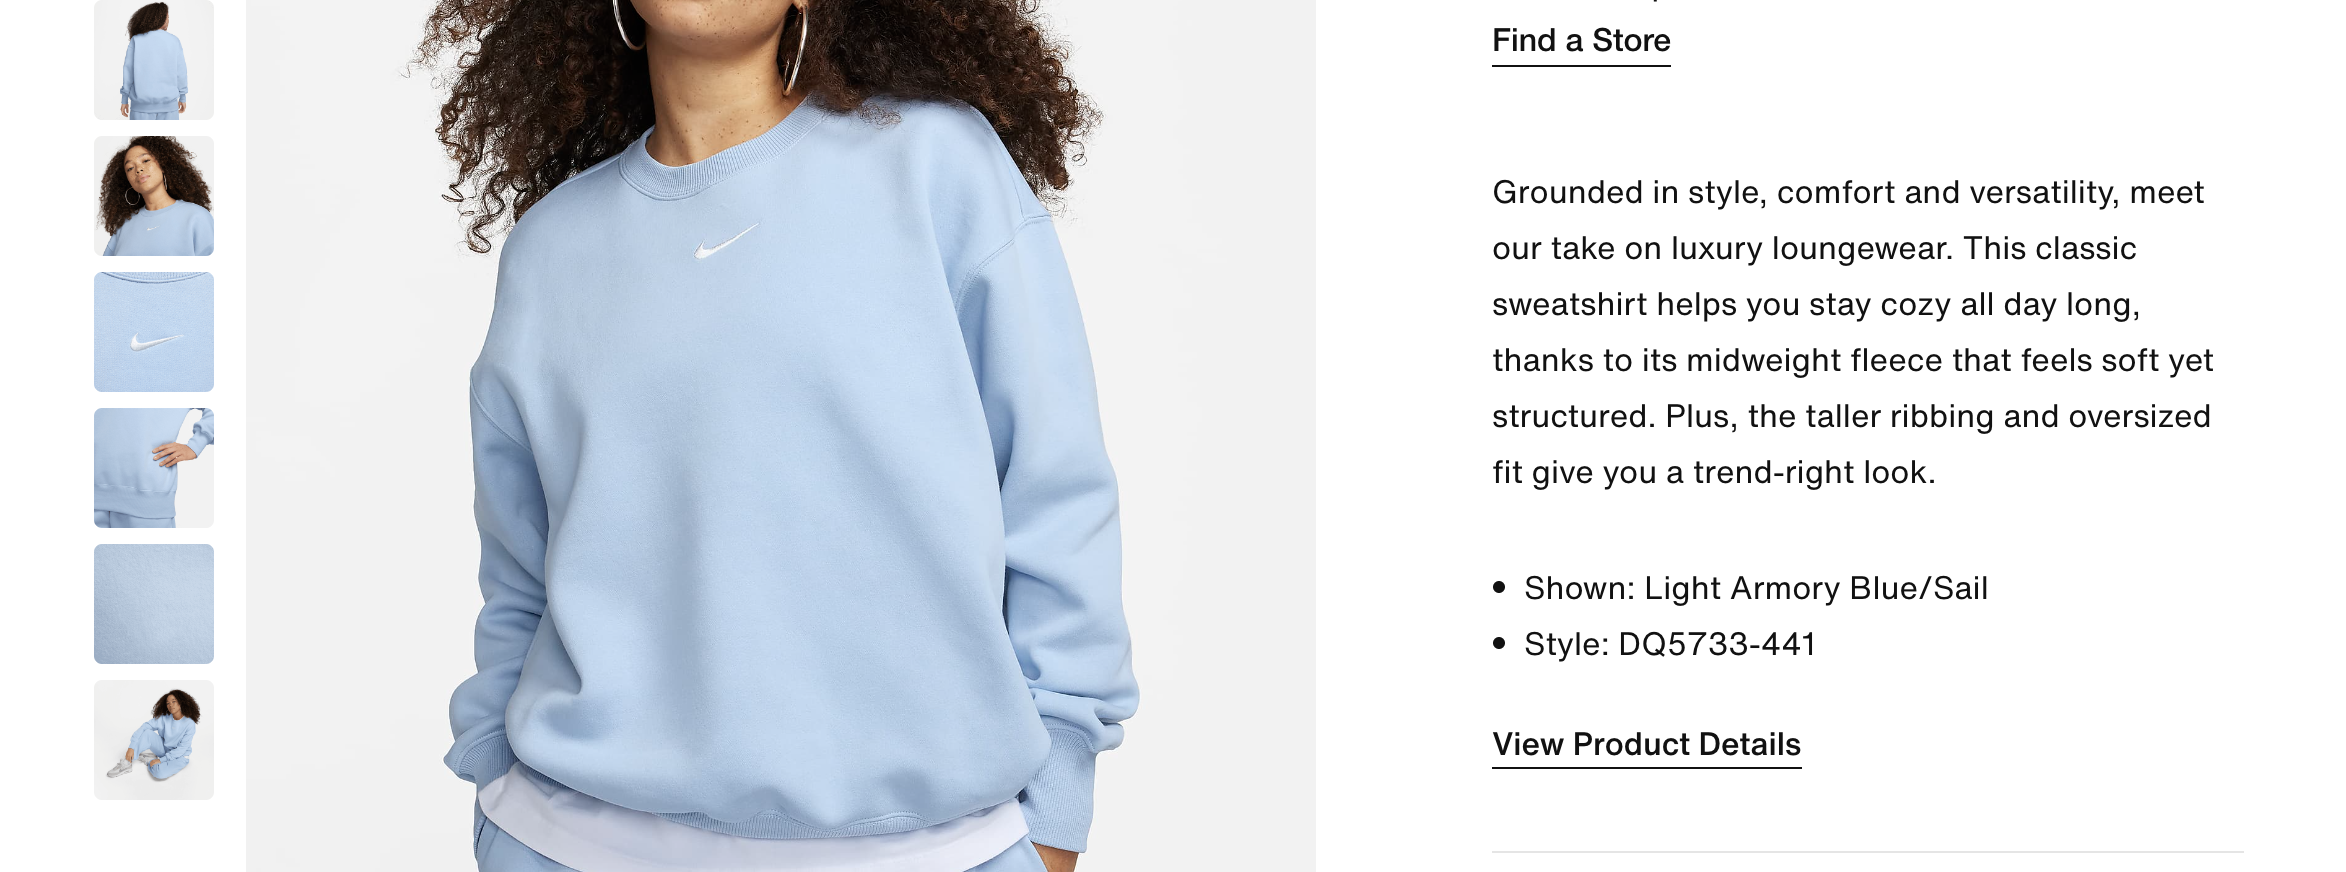 Find a Store
Grounded in style, comfort and versatility, meet
our take on luxury loungewear. This classic
sweatshirt helps you stay cozy all day long,
thanks to its midweight fleece that feels soft yet
structured. Plus, the taller ribbing and oversized
fit give you a trend-right look.
Shown: Light Armory Blue/Sail
Style: DQ5733-441
View Product Details